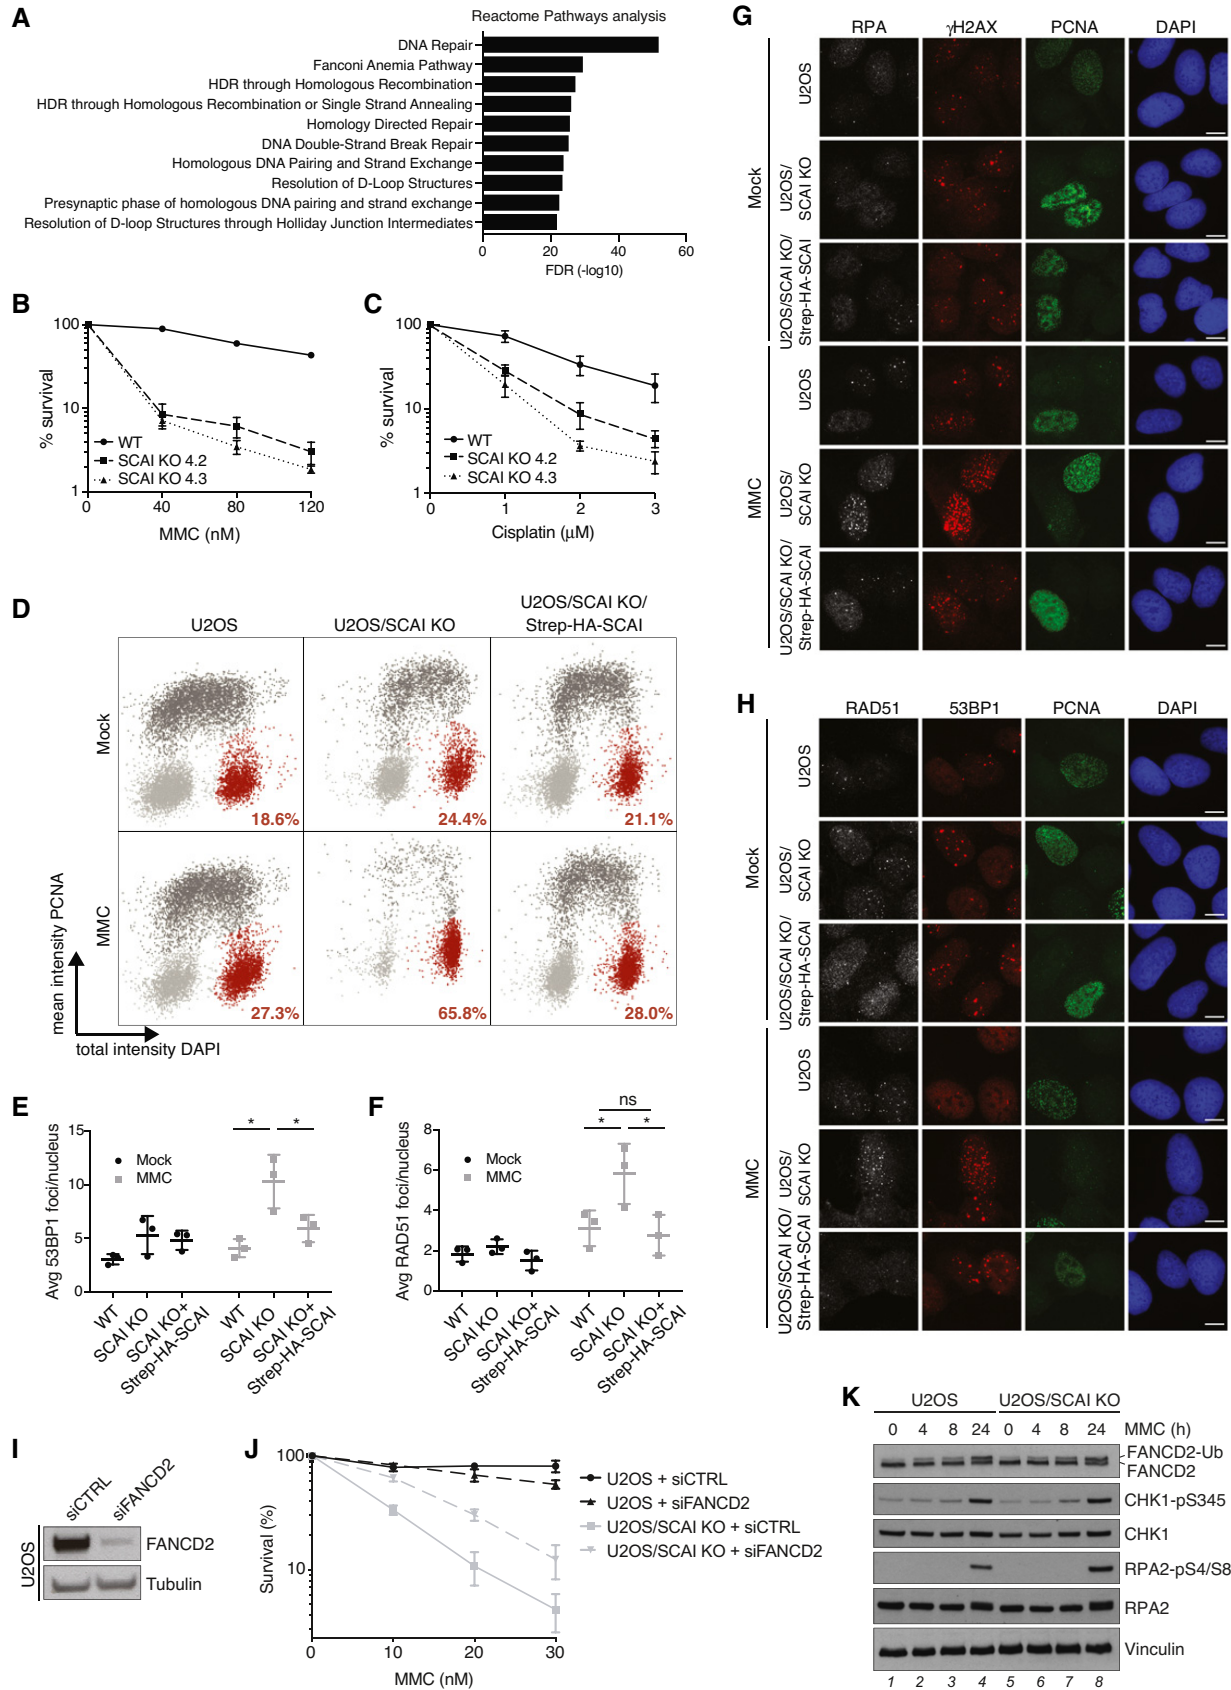 A
Reactome Pathways analysis
DNA Repair
Fanconi Anemia Pathway
HDR through Homologous Recombination
HDR through Homologous Recombination or Single Strand Annealing
Homology Directed Repair
DNA Double-Strand Break Repair
Homologous DNA Pairing and Strand Exchange
Resolution of D-Loop Structures
Presynaptic phase of homologous DNA pairing and strand exchange
Resolution of D-loop Structures through Holliday Junction Intermediates
0 20 40 60
FDR (-log10)
B
100
10
1
% survival
WT
SCAI KO 4.2
SCAI KO 4.3
0 40 80 120
MMC (nM)
C
100
10
1
% survival
WT
SCAI KO 4.2
SCAI KO 4.3
0 1 2 3
Cisplatin (μM)
D
U2OS
U2OS/SCAI KO
U2OS/SCAI KO/
Strep-HA-SCAI
Mock
18.6%
24.4%
21.1%
MMC
27.3%
65.8%
28.0%
mean intensity PCNA
total intensity DAPI
E
Avg 53BP1 foci/nucleus
15
10
5
0
Mock
MMC
* *
WT
SCAI KO
SCAI KO+
Strep-HA-SCAI
WT
SCAI KO
SCAI KO+
Strep-HA-SCAI
F
Avg RAD51 foci/nucleus
8
6
4
2
0
Mock
MMC
ns
* *
WT
SCAI KO
SCAI KO+
Strep-HA-SCAI
WT
SCAI KO
SCAI KO+
Strep-HA-SCAI
G
RPA γH2AX PCNA DAPI
Mock
U2OS
U2OS/
SCAI KO
U2OS/SCAI KO/
Strep-HA-SCAI
MMC
U2OS
U2OS/
SCAI KO
U2OS/SCAI KO/
Strep-HA-SCAI
H
RAD51 53BP1 PCNA DAPI
Mock
U2OS
U2OS/
SCAI KO
U2OS/SCAI KO/
Strep-HA-SCAI
MMC
U2OS
U2OS/
SCAI KO
U2OS/SCAI KO/
Strep-HA-SCAI
I
siCTRL
siFANCD2
U2OS
FANCD2
Tubulin
J
Survival (%)
100
10
0 10 20 30
MMC (nM)
U2OS + siCTRL
U2OS + siFANCD2
U2OS/SCAI KO + siCTRL
U2OS/SCAI KO + siFANCD2
K
U2OS U2OS/SCAI KO
0 4 8 24 0 4 8 24 MMC (h)
FANCD2-Ub
FANCD2
CHK1-pS345
CHK1
RPA2-pS4/S8
RPA2
Vinculin
1 2 3 4 5 6 7 8